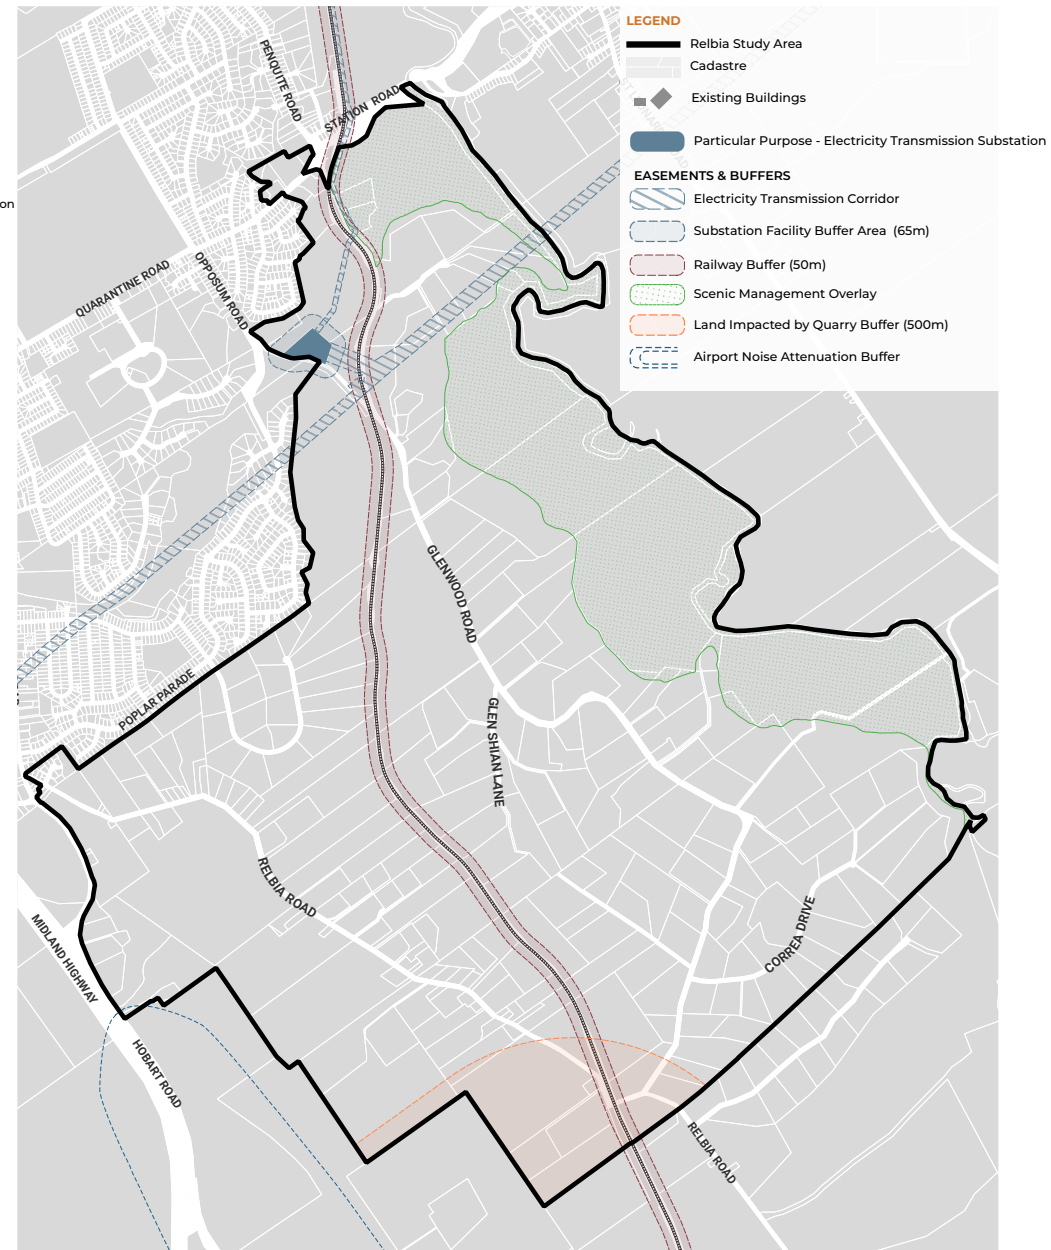 LEGEND
Relbia Study Area
Cadastre
Existing Buildings
Particular Purpose - Electricity Transmission Substation
EASEMENTS & BUFFERS
Electricity Transmission Corridor
Substation Facility Buffer Area (65m)
Railway Buffer (50m)
Scenic Management Overlay
Land Impacted by Quarry Buffer (500m)
Airport Noise Attenuation Buffer
on
PENQUITE ROAD
STATION ROAD
QUARANTINE ROAD
OPPOSUM ROAD
GLENWOOD ROAD
GLEN SHIAN LANE
POPLAR PARADE
RELBIA ROAD
MIDLAND HIGHWAY
CORREA DRIVE
HOBART ROAD
RELBIA ROAD